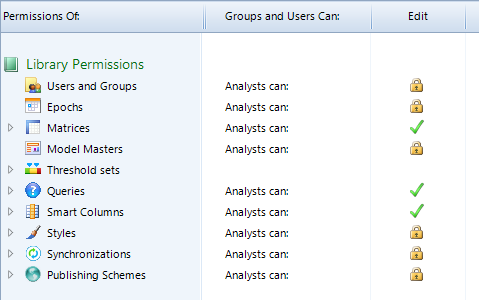 Permissions Of: Groups and Users Can: Edit
Library Permissions
Users and Groups Analysts can:
Epochs Analysts can:
Matrices Analysts can:
Model Masters Analysts can:
Threshold sets
Queries Analysts can:
Smart Columns Analysts can:
Styles Analysts can:
Synchronizations Analysts can:
Publishing Schemes Analysts can: